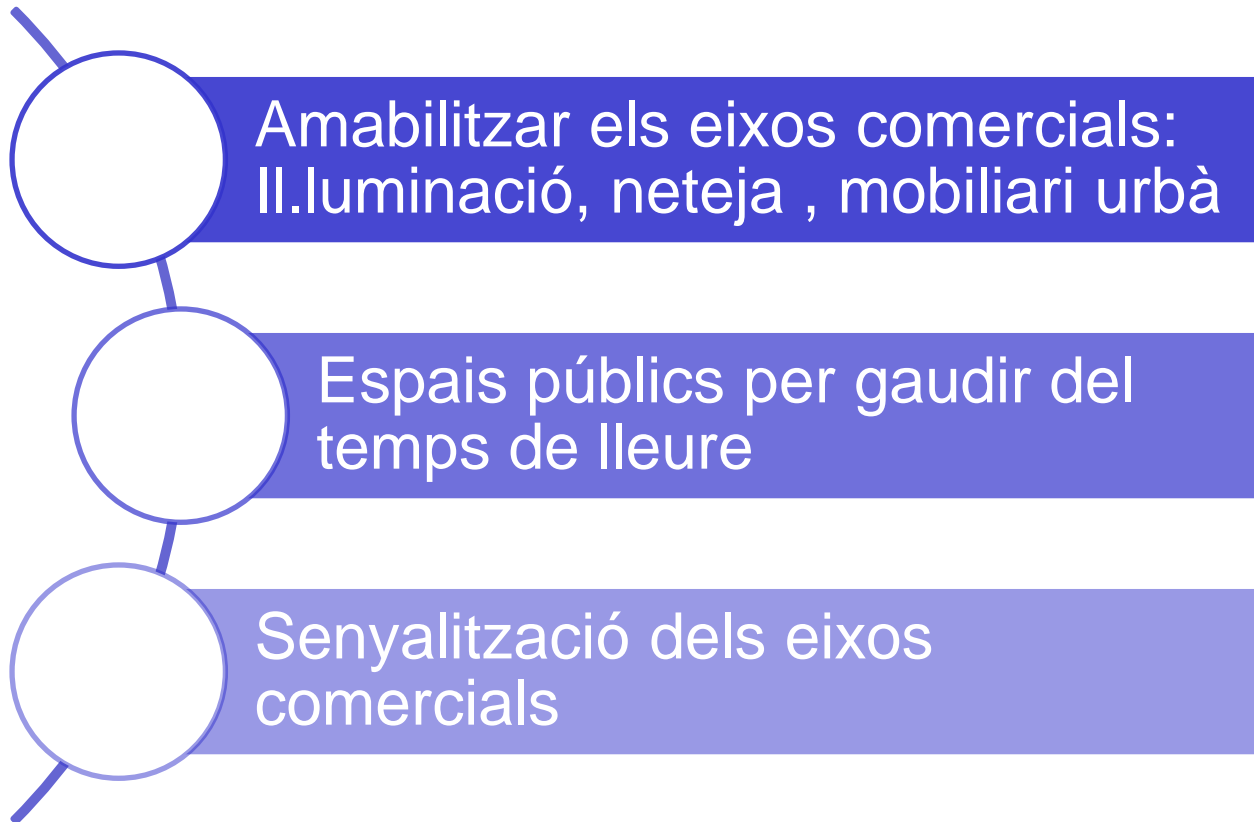 Amabilitzar els eixos comercials:
Il.luminació, neteja , mobiliari urbà
Espais públics per gaudir del
temps de lleure
Senyalització dels eixos
comercials